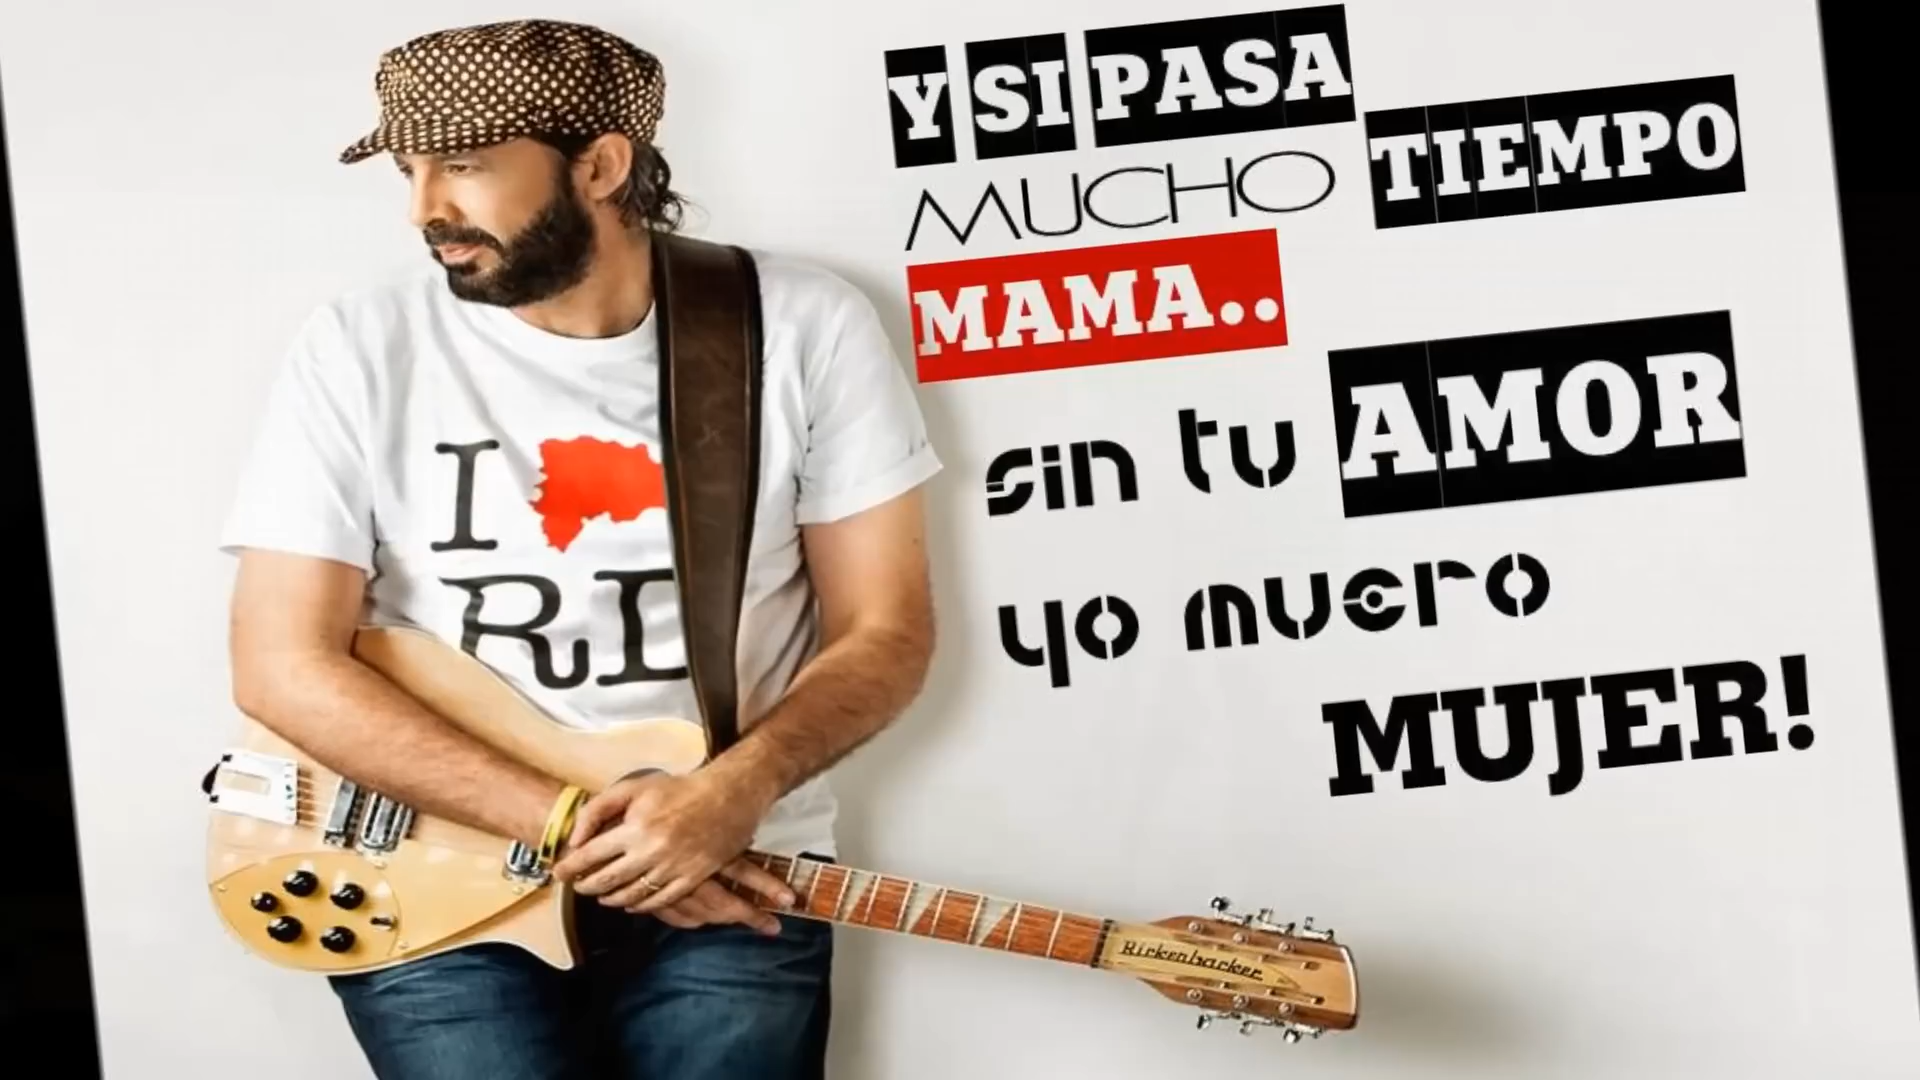 Y SI PASA
MUCHO TIEMPO
MAMA..
sin tu AMOR
yo muero
MUJER!
I
RD
Rickenbacker